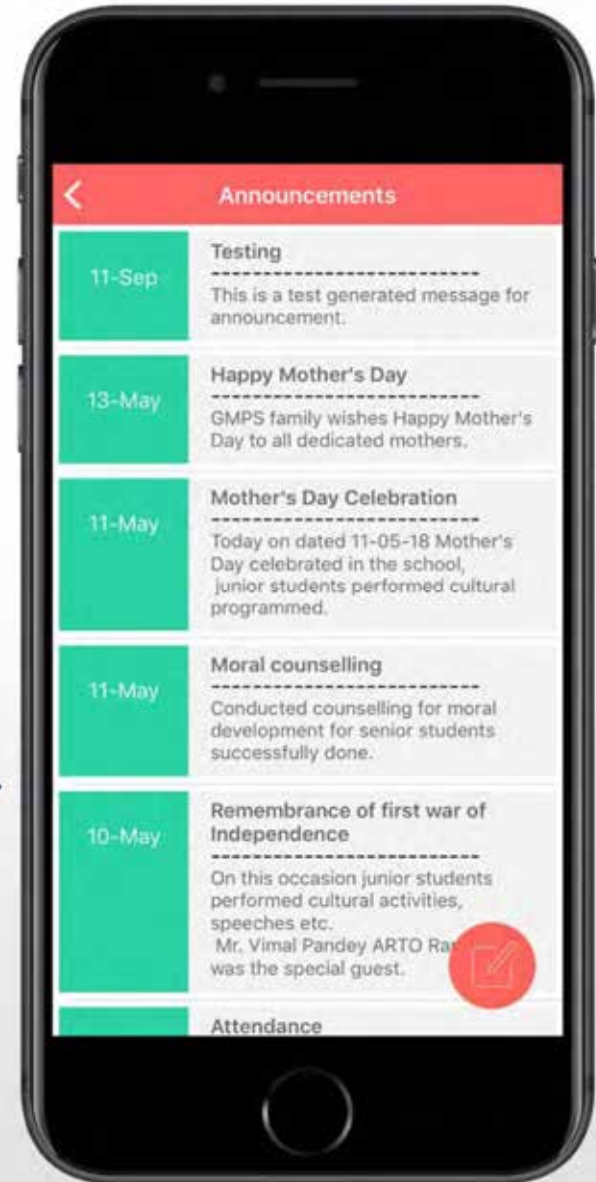 Announcements
11-Sep
Testing
---------------------------
This is a test generated message for
announcement.
13-May
Happy Mother's Day
---------------------------
GMPS family wishes Happy Mother's
Day to all dedicated mothers.
11-May
Mother's Day Celebration
---------------------------
Today on dated 11-05-18 Mother's
Day celebrated in the school,
junior students performed cultural
programmed.
11-May
Moral counselling
---------------------------
Conducted counselling for moral
development for senior students
successfully done.
10-May
Remembrance of first war of
Independence
---------------------------
On this occasion junior students
performed cultural activities,
speeches etc.
Mr. Vimal Pandey ARTO
was the special guest.
Attendance